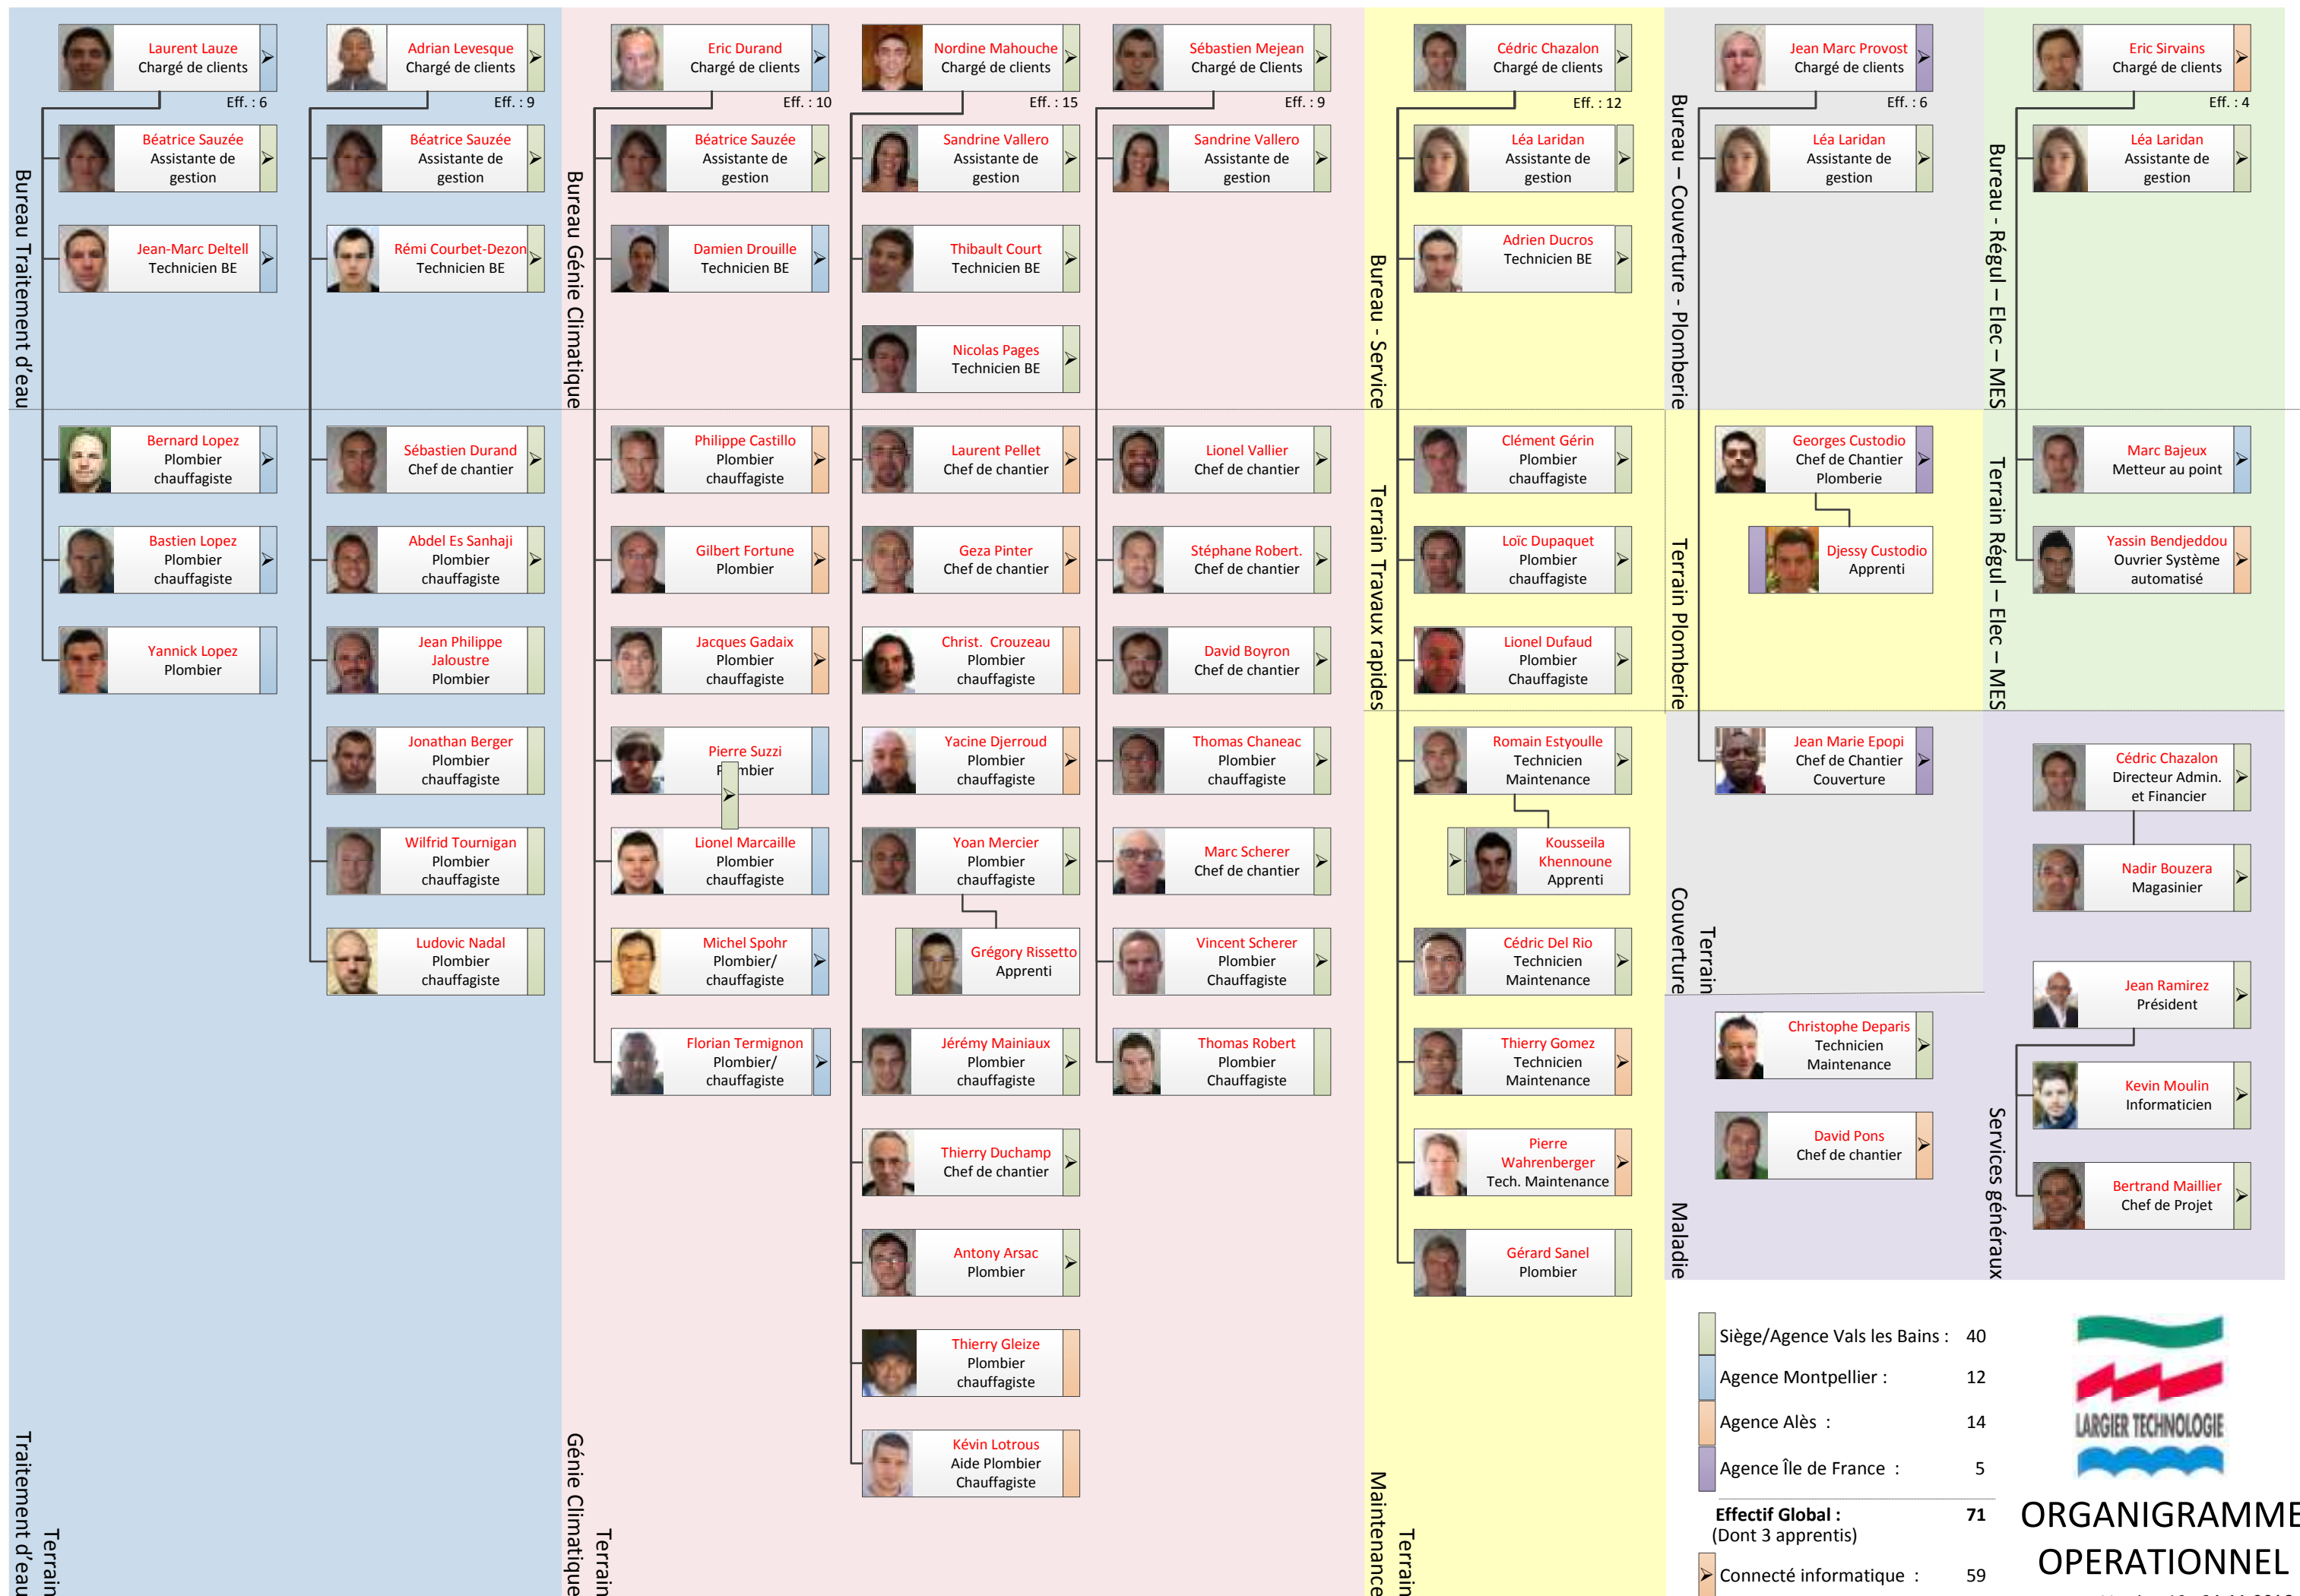 Bureau Traitement d'eau
Laurent Lauze
Chargé de clients
Eff. : 6
Béatrice Sauzée
Assistante de
gestion
Jean-Marc Deltell
Technicien BE
Bernard Lopez
Plombier
chauffagiste
Bastien Lopez
Plombier
chauffagiste
Yannick Lopez
Plombier
Adrian Levesque
Chargé de clients
Eff. : 9
Béatrice Sauzée
Assistante de
gestion
Rémi Courbet-Dezon
Technicien BE
Sébastien Durand
Chef de chantier
Abdel Es Sanhaji
Plombier
chauffagiste
Jean Philippe
Jaloustre
Plombier
Jonathan Berger
Plombier
chauffagiste
Wilfrid Tournigan
Plombier
chauffagiste
Ludovic Nadal
Plombier
chauffagiste
Terrain
Traitement d'eau
Bureau Génie Climatique
Eric Durand
Chargé de clients
Eff. : 10
Béatrice Sauzée
Assistante de
gestion
Damien Drouille
Technicien BE
Philippe Castillo
Plombier
chauffagiste
Gilbert Fortune
Plombier
Jacques Gadaix
Plombier
chauffagiste
Pierre Suzzi
Lionel Marcaille
Plombier
chauffagiste
Michel Spohr
Plombier/
chauffagiste
Florian Termignon
Plombier/
chauffagiste
Nordine Mahouche
Chargé de clients
Eff. : 15
Sandrine Vallero
Assistante de
gestion
Thibault Court
Technicien BE
Nicolas Pages
Technicien BE
Laurent Pellet
Chef de chantier
Geza Pinter
Chef de chantier
Christ. Crouzeau
Plombier
chauffagiste
Yacine Djerroud
Plombier
chauffagiste
Yoan Mercier
Plombier
chauffagiste
Grégory Rissetto
Apprenti
Jérémy Mainiaux
Plombier
chauffagiste
Thierry Duchamp
Chef de chantier
Antony Arsac
Plombier
Thierry Gleize
Plombier
chauffagiste
Kévin Lotrous
Aide Plombier
Chauffagiste
Sébastien Mejean
Chargé de Clients
Eff. : 9
Sandrine Vallero
Assistante de
gestion
Lionel Vallier
Chef de chantier
Stéphane Robert.
Chef de chantier
David Boyron
Chef de chantier
Thomas Chaneac
Plombier
chauffagiste
Marc Scherer
Chef de chantier
Vincent Scherer
Plombier
Chauffagiste
Thomas Robert
Plombier
Chauffagiste
Terrain
Génie Climatique
Bureau - Service
Cédric Chazalon
Chargé de clients
Eff. : 12
Léa Laridan
Assistante de
gestion
Adrien Ducros
Technicien BE
Terrain Travaux rapides
Clément Gérin
Plombier
chauffagiste
Loïc Dupaquet
Plombier
chauffagiste
Lionel Dufaud
Plombier
Chauffagiste
Romain Estyoulle
Technicien
Maintenance
Kousseila
Khennoune
Apprenti
Cédric Del Rio
Technicien
Maintenance
Thierry Gomez
Technicien
Maintenance
Pierre
Wahrenberger
Tech. Maintenance
Gérard Sanel
Plombier
Terrain
Maintenance
Bureau – Couverture - Plomberie
Jean Marc Provost
Chargé de clients
Eff. : 6
Léa Laridan
Assistante de
gestion
Terrain Plomberie
Georges Custodio
Chef de Chantier
Plomberie
Djessy Custodio
Apprenti
Jean Marie Epopi
Chef de Chantier
Couverture
Terrain
Couverture
Maladie
Christophe Deparis
Technicien
Maintenance
David Pons
Chef de chantier
Bureau - Régul – Elec – MES
Eric Sirvains
Chargé de clients
Eff. : 4
Léa Laridan
Assistante de
gestion
Terrain Régul – Elec – MES
Marc Bajeux
Metteur au point
Yassin Bendjeddou
Ouvrier Système
automatisé
Services généraux
Cédric Chazalon
Directeur Admin.
et Financier
Nadir Bouzera
Magasinier
Jean Ramirez
Président
Kevin Moulin
Informaticien
Bertrand Maillier
Chef de Projet
Siège/Agence Vals les Bains : 40
Agence Montpellier : 12
Agence Alès : 14
Agence Île de France : 5
Effectif Global : 71
(Dont 3 apprentis)
Connecté informatique : 59
LARGIER TECHNOLOGIE
ORGANIGRAMME
OPERATIONNEL